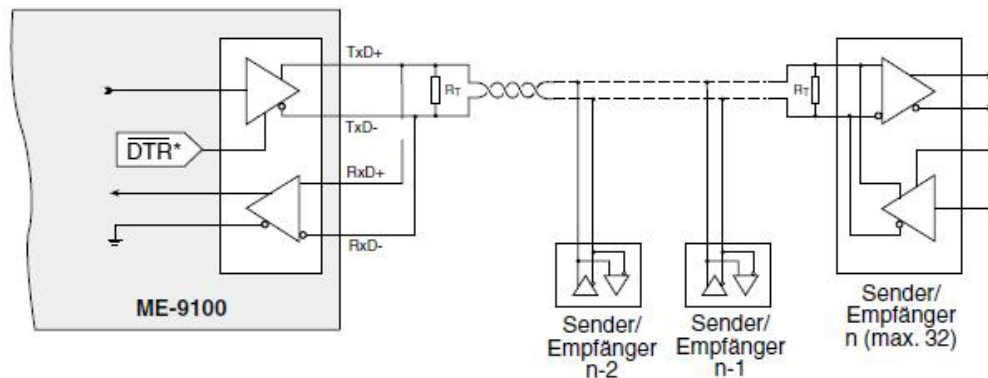 TxD+
RT
TxD-
DTR*
RxD+
RxD-
ME-9100
RT
Sender/
Empfänger
n-2
Sender/
Empfänger
n-1
Sender/
Empfänger
n (max. 32)